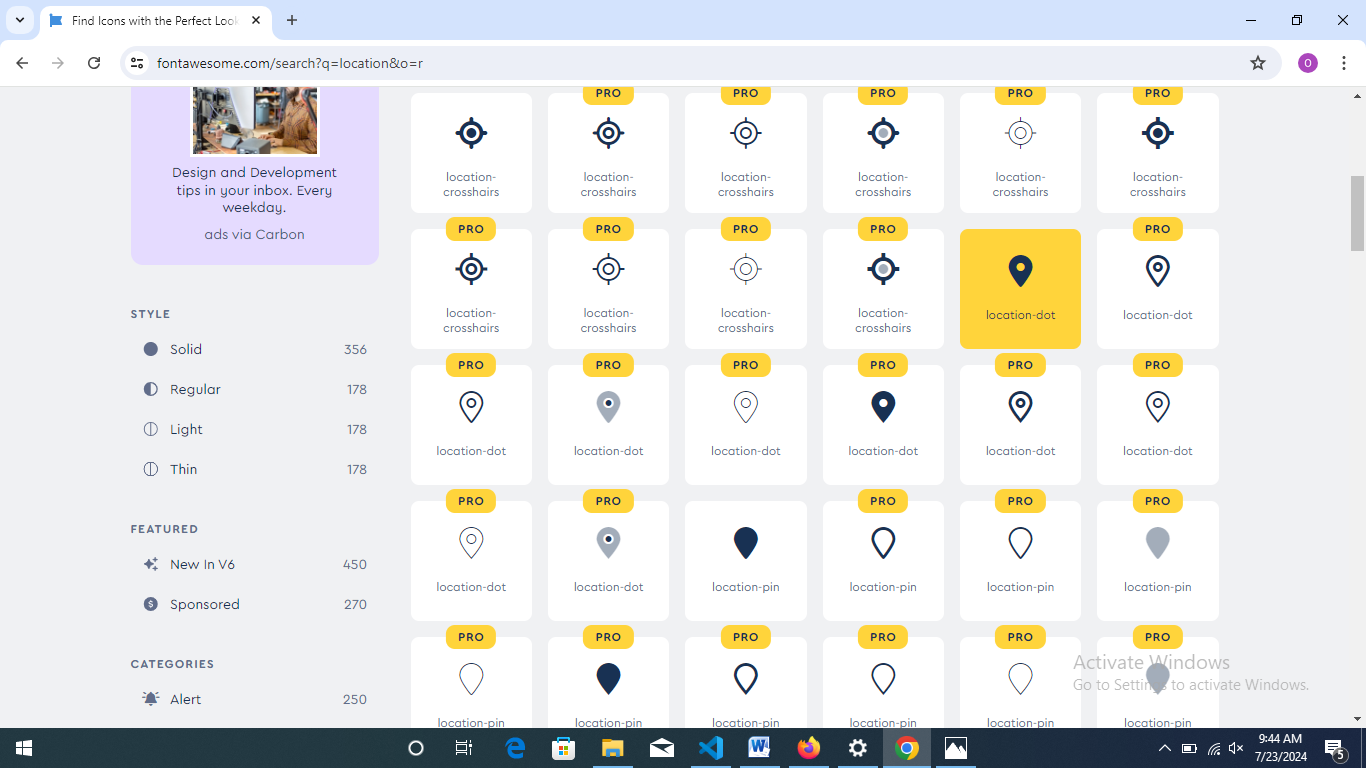 Find Icons with the Perfect Look
fontawesome.com/search?q=location&o=r
O
Design and Development
tips in your inbox. Every
weekday.
ads via Carbon
STYLE
Solid 356
Regular 178
Light 178
Thin 178
FEATURED
New In V6 450
Sponsored 270
CATEGORIES
Alert 250
PRO PRO PRO PRO PRO
location- location- location- location- location- location-
crosshairs crosshairs crosshairs crosshairs crosshairs crosshairs
PRO PRO PRO PRO PRO
location- location- location- location- location-dot location-dot
crosshairs crosshairs crosshairs crosshairs
PRO PRO PRO PRO PRO PRO
location-dot location-dot location-dot location-dot location-dot location-dot
PRO PRO PRO PRO PRO
location-dot location-dot location-pin location-pin location-pin location-pin
PRO PRO PRO PRO PRO PRO
location-pin location-pin location-pin location-pin location-pin location-pin
Activate Windows
Go to Settings to activate Windows.
9:44 AM
7/23/2024
5